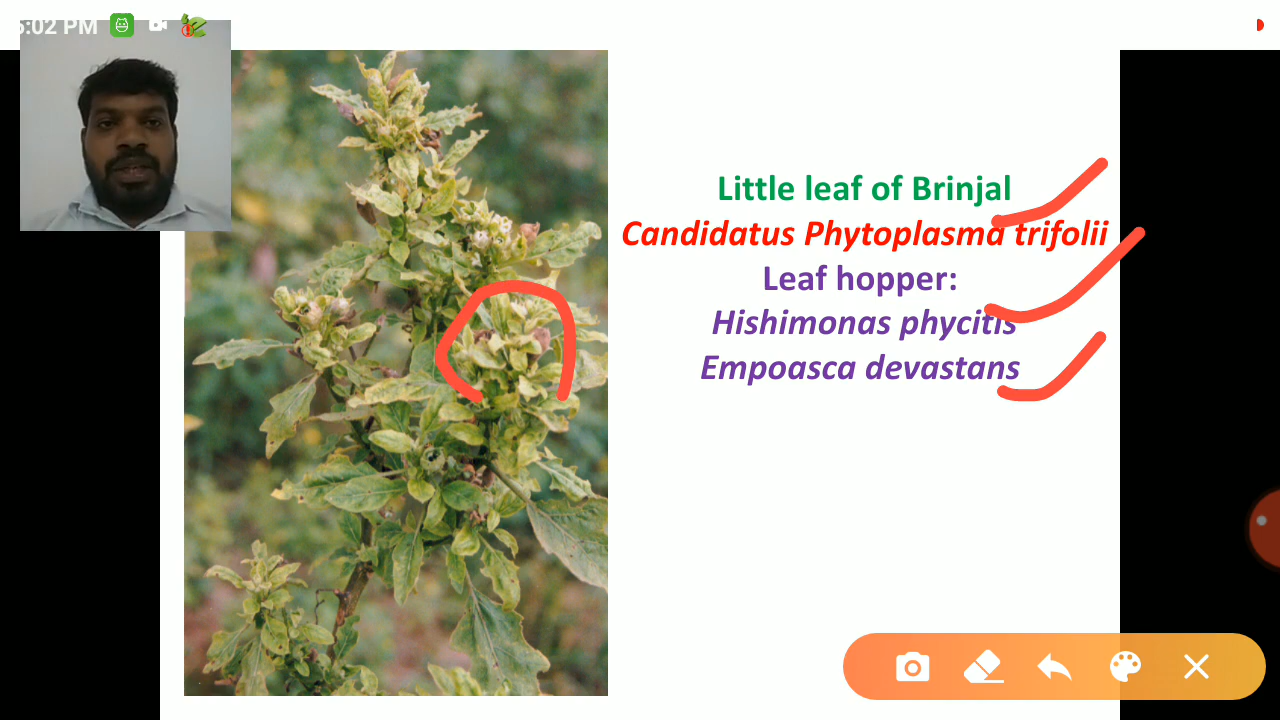 5:02 PM
Little leaf of Brinjal
Candidatus Phytoplasma trifolii
Leaf hopper:
Hishimonas phycitis
Empoasca devastans